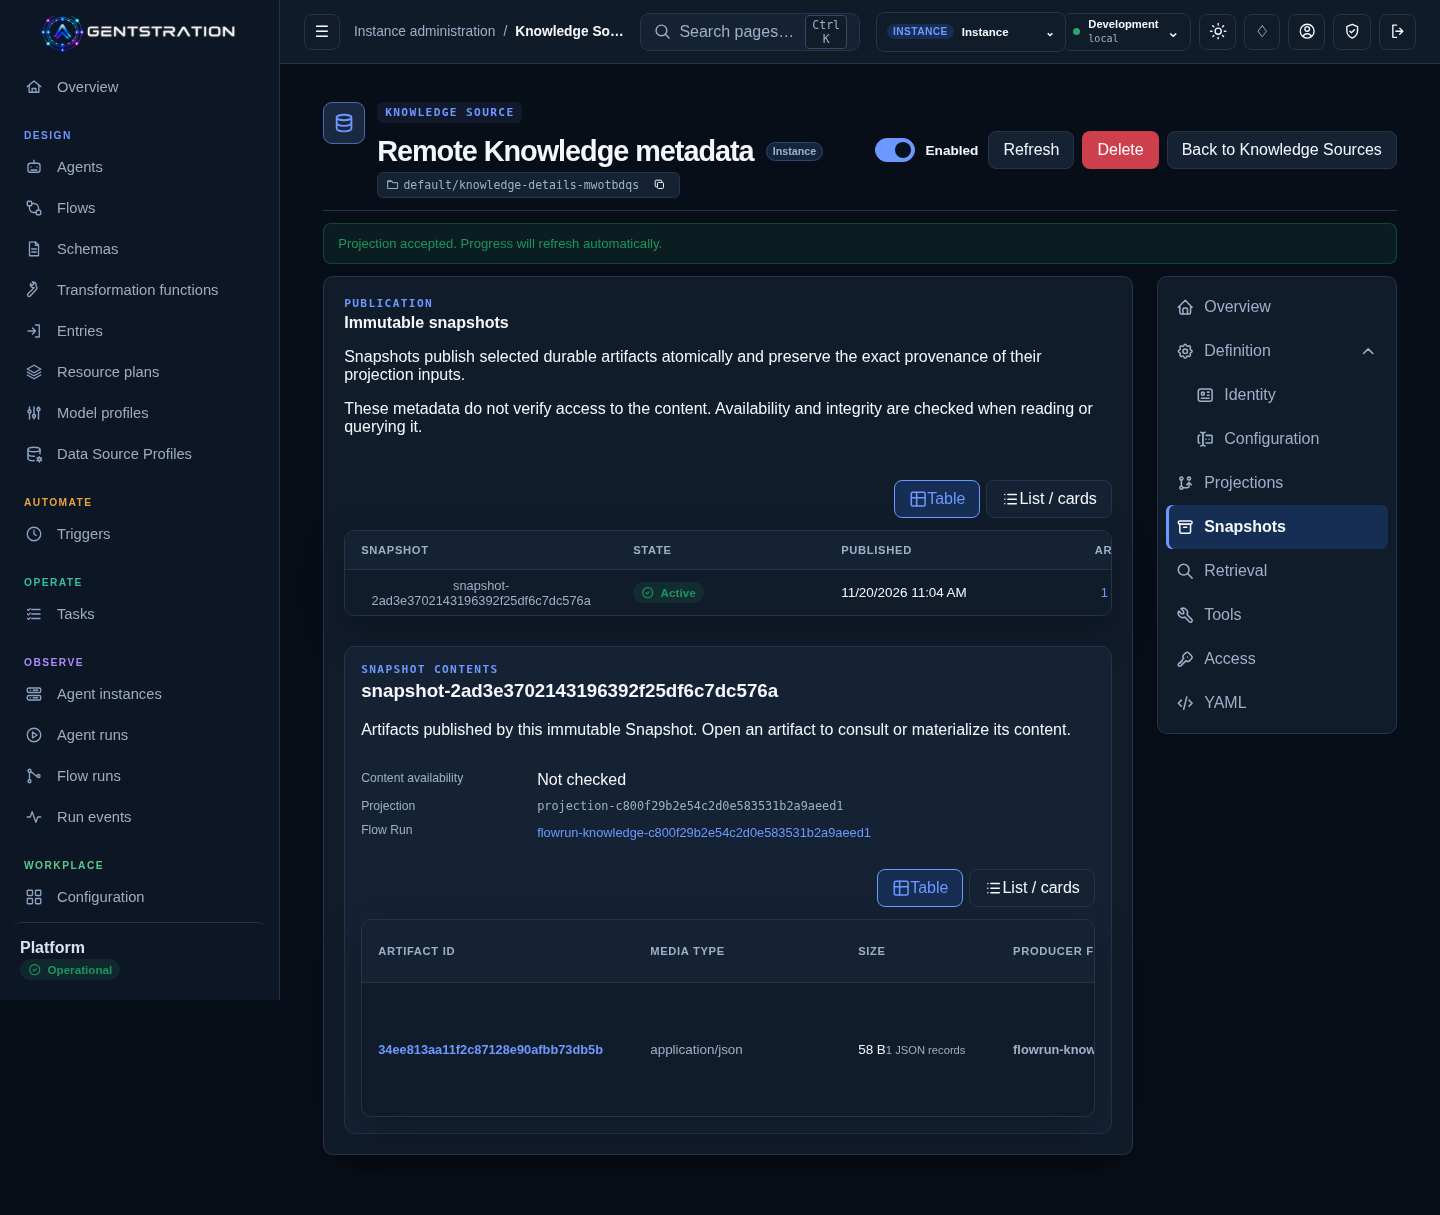 GENTSTRATION
☰
Instance administration / Knowledge So…
Search pages…
Ctrl K
INSTANCE Instance
Development
local
Overview
DESIGN
Agents
Flows
Schemas
Transformation functions
Entries
Resource plans
Model profiles
Data Source Profiles
AUTOMATE
Triggers
OPERATE
Tasks
OBSERVE
Agent instances
Agent runs
Flow runs
Run events
WORKPLACE
Configuration
Platform
Operational
KNOWLEDGE SOURCE
Remote Knowledge metadata Instance
default/knowledge-details-mwotbdqs
Enabled
Refresh
Delete
Back to Knowledge Sources
Projection accepted. Progress will refresh automatically.
PUBLICATION
Immutable snapshots
Snapshots publish selected durable artifacts atomically and preserve the exact provenance of their
projection inputs.
These metadata do not verify access to the content. Availability and integrity are checked when reading or
querying it.
Table
List / cards
SNAPSHOT STATE PUBLISHED AR
snapshot-
2ad3e3702143196392f25df6c7dc576a
Active
11/20/2026 11:04 AM
1
SNAPSHOT CONTENTS
snapshot-2ad3e3702143196392f25df6c7dc576a
Artifacts published by this immutable Snapshot. Open an artifact to consult or materialize its content.
Content availability Not checked
Projection projection-c800f29b2e54c2d0e583531b2a9aeed1
Flow Run flowrun-knowledge-c800f29b2e54c2d0e583531b2a9aeed1
Table
List / cards
ARTIFACT ID MEDIA TYPE SIZE PRODUCER F
34ee813aa11f2c87128e90afbb73db5b application/json 58 B1 JSON records flowrun-know
Overview
Definition
Identity
Configuration
Projections
Snapshots
Retrieval
Tools
Access
YAML